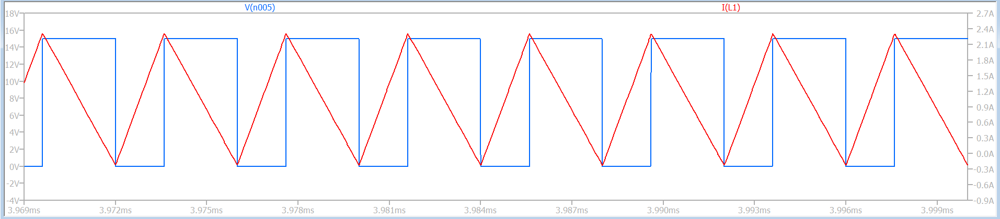 V(n005) I(L1)
18V 2.7A
16V 2.4A
14V 2.1A
12V 1.8A
10V 1.5A
8V 1.2A
6V 0.9A
4V 0.6A
2V 0.3A
0V 0.0A
-2V -0.3A
-4V -0.6A
-0.9A
3.969ms 3.972ms 3.975ms 3.978ms 3.981ms 3.984ms 3.987ms 3.990ms 3.993ms 3.996ms 3.999ms